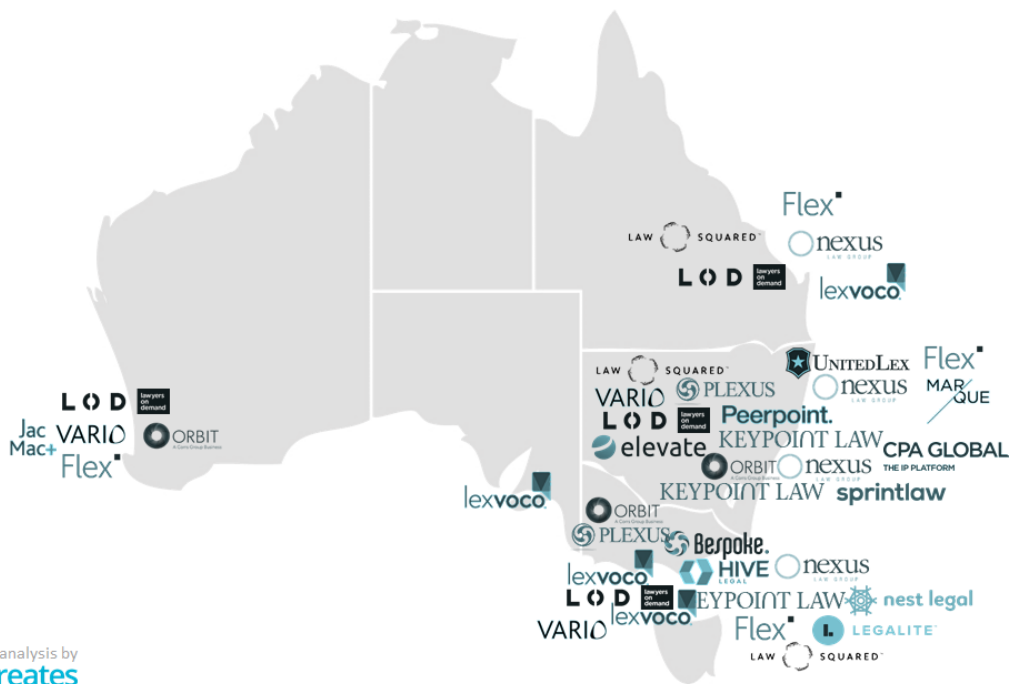 Flex
LAW SQUARED
nexus
LAW GROUP
LOD lawyers on demand
lexvoco
UNITEDLEX
Flex
LAW SQUARED
nexus
LAW GROUP
MARQUE
VARIO
PLEXUS
LOD lawyers on demand
Peerpoint.
elevate
KEYPOINT LAW
CPA GLOBAL
THE IP PLATFORM
ORBIT
A Corrs Group Business
nexus
LAW GROUP
KEYPOINT LAW
sprintlaw
LOD lawyers on demand
Jac Mac+
VARIO
ORBIT
A Corrs Group Business
Flex
lexvoco
ORBIT
A Corrs Group Business
PLEXUS
Bespoke.
lexvoco
HIVE
LEGAL
nexus
LAW GROUP
LOD lawyers on demand
EYPOINT LAW
nest legal
lexvoco
VARIO
Flex
LEGALITE
LAW SQUARED
analysis by
reates